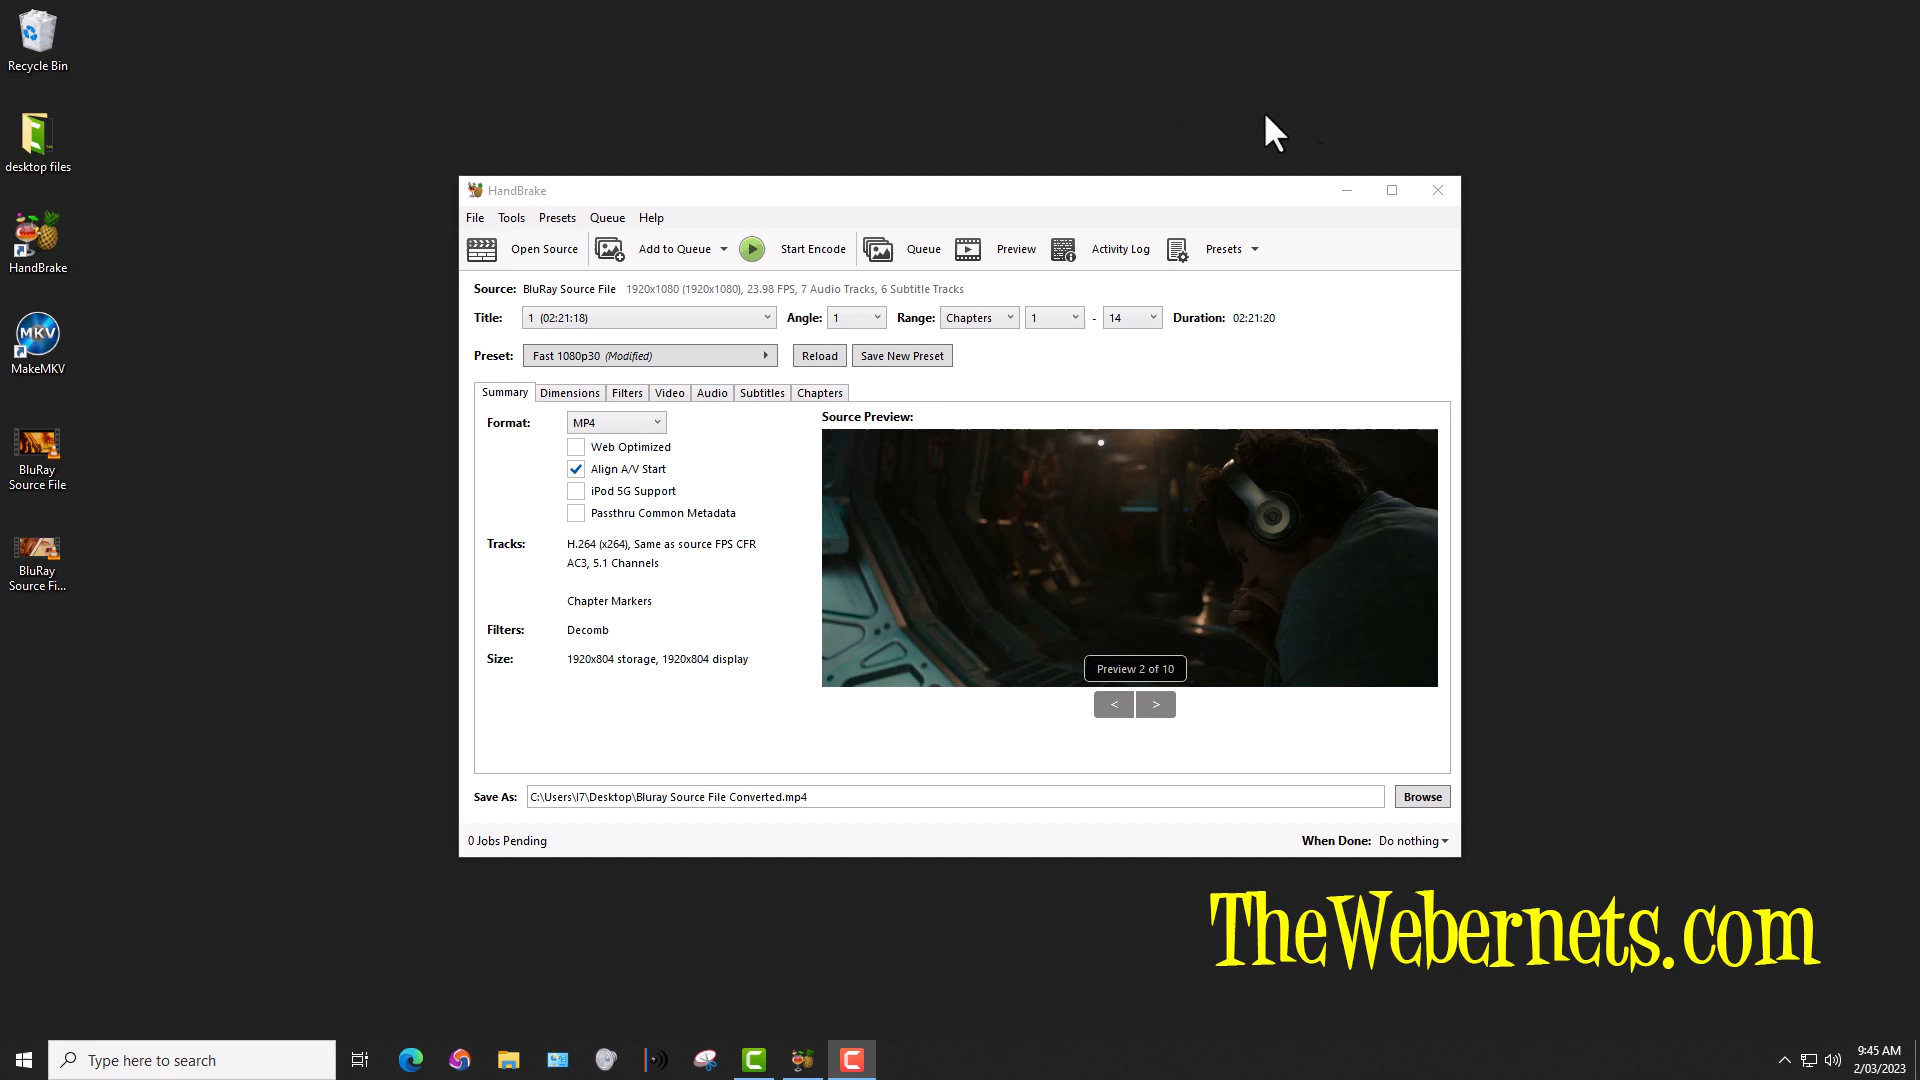 Recycle Bin
desktop files
HandBrake
MKV
MakeMKV
BluRay
Source File
BluRay
Source Fi...
HandBrake
File Tools Presets Queue Help
Open Source Add to Queue Start Encode Queue Preview Activity Log Presets
Source: BluRay Source File 1920x1080 (1920x1080), 23.98 FPS, 7 Audio Tracks, 6 Subtitle Tracks
Title: 1 (02:21:18) Angle: 1 Range: Chapters 1 - 14 Duration: 02:21:20
Preset: Fast 1080p30 (Modified) Reload Save New Preset
Summary Dimensions Filters Video Audio Subtitles Chapters
Format: MP4
Web Optimized
Align A/V Start
iPod 5G Support
Passthru Common Metadata
Tracks: H.264 (x264), Same as source FPS CFR
AC3, 5.1 Channels
Chapter Markers
Filters: Decomb
Size: 1920x804 storage, 1920x804 display
Source Preview:
Preview 2 of 10
< >
Save As: C:\Users\I7\Desktop\Bluray Source File Converted.mp4 Browse
0 Jobs Pending When Done: Do nothing
TheWebernets.com
Type here to search
9:45 AM
2/03/2023